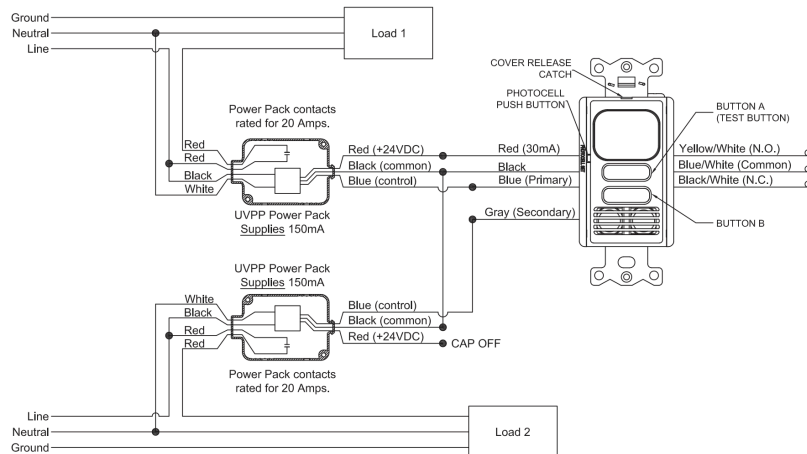 Ground
Neutral
Line
Load 1
COVER RELEASE
CATCH
PHOTOCELL
PUSH BUTTON
BUTTON A
(TEST BUTTON)
Power Pack contacts
rated for 20 Amps.
Red
Red
Black
White
Red (+24VDC)
Black (common)
Blue (control)
Red (30mA)
Black
Blue (Primary)
Gray (Secondary)
Yellow/White (N.O.)
Blue/White (Common)
Black/White (N.C.)
BUTTON B
UVPP Power Pack
Supplies 150mA
UVPP Power Pack
Supplies 150mA
White
Black
Red
Red
Blue (control)
Black (common)
Red (+24VDC)
CAP OFF
Power Pack contacts
rated for 20 Amps.
Line
Neutral
Ground
Load 2